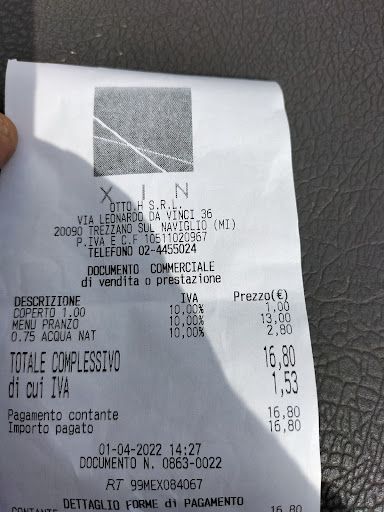 XIN
OTTO.H S.R.L.
VIA LEONARDO DA VINCI 36
20090 TREZZANO SUL NAVIGLIO (MI)
P.IVA E C.F 10511020967
TELEFONO 02-4455024
DOCUMENTO COMMERCIALE
di vendita o prestazione
DESCRIZIONE IVA Prezzo(€)
COPERTO 1.00 10,00% 1,00
MENU PRANZO 10,00% 13,00
0.75 ACQUA NAT 10,00% 2,80
TOTALE COMPLESSIVO 16,80
di cui IVA 1,53
Pagamento contante 16,80
Importo pagato 16,80
01-04-2022 14:27
DOCUMENTO N. 0863-0022
RT 99MEX084067
DETTAGLIO FORME di PAGAMENTO
CONTANTE 16,80